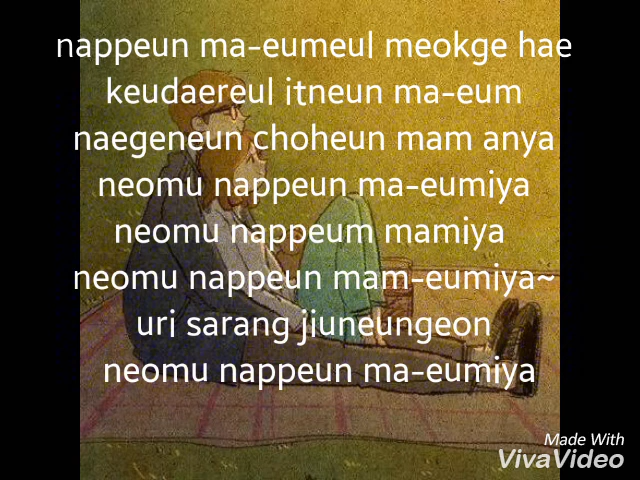 nappeun ma-eumeul meokge hae
keudaereul itneun ma-eum
naegeneun choheun mam anya
neomu nappeun ma-eumiya
neomu nappeum mamiya
neomu nappeun mam-eumiya~
uri sarang jiuneungeon
neomu nappeun ma-eumiya
Made With
VivaVideo